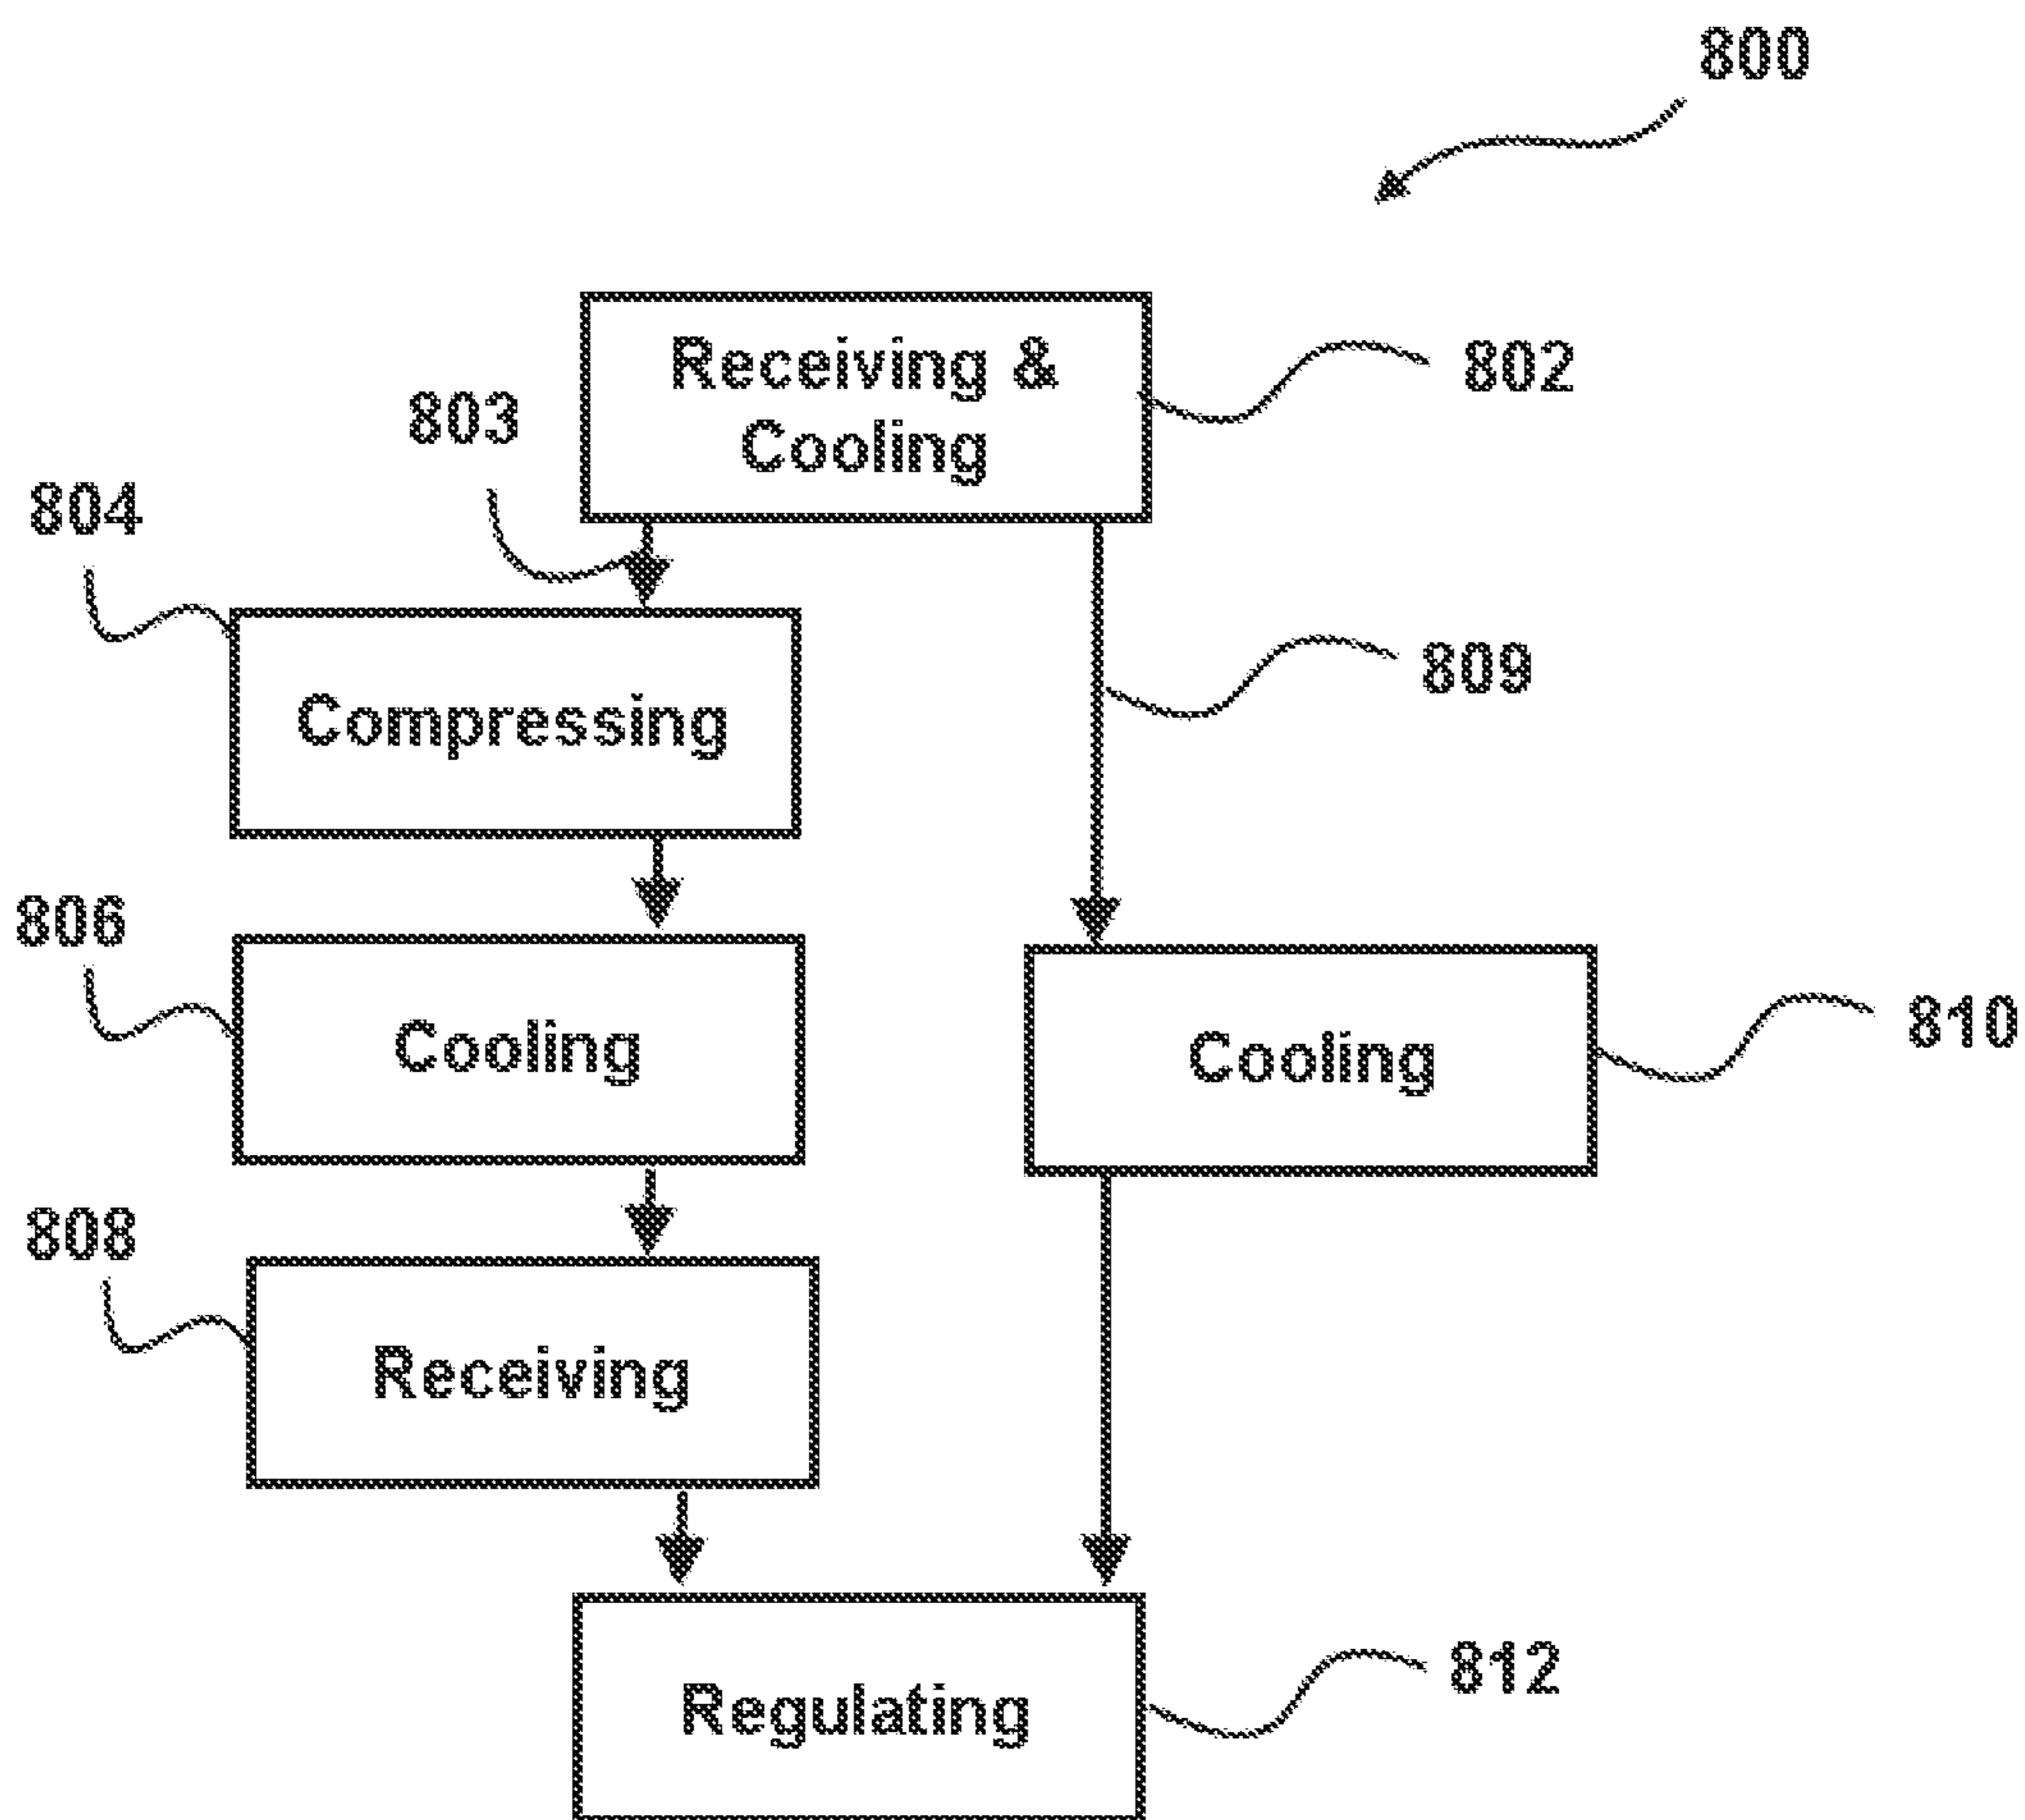 800
Receiving &
Cooling
802
803
804
Compressing
809
806
Cooling
Cooling
810
808
Receiving
Regulating
812